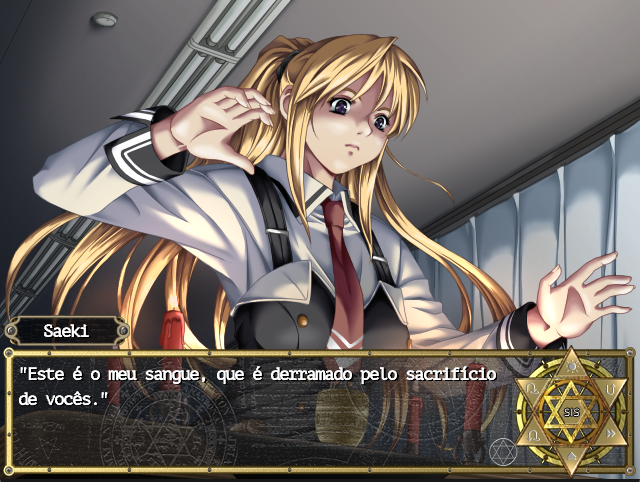 Saeki
"Este é o meu sangue, que é derramado pelo sacrifício
de vocês."
SIS